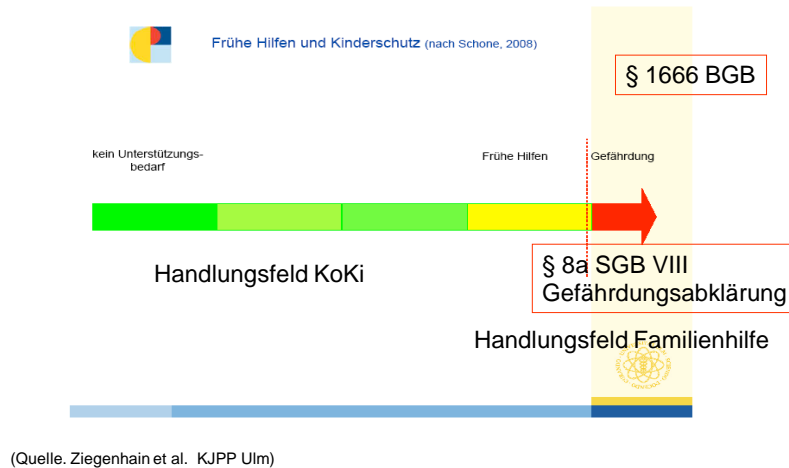 Frühe Hilfen und Kinderschutz (nach Schone, 2008)
§ 1666 BGB
kein Unterstützungs-
bedarf
Frühe Hilfen
Gefährdung
Handlungsfeld KoKi
§ 8a SGB VIII
Gefährdungsabklärung
Handlungsfeld Familienhilfe
(Quelle. Ziegenhain et al. KJPP Ulm)